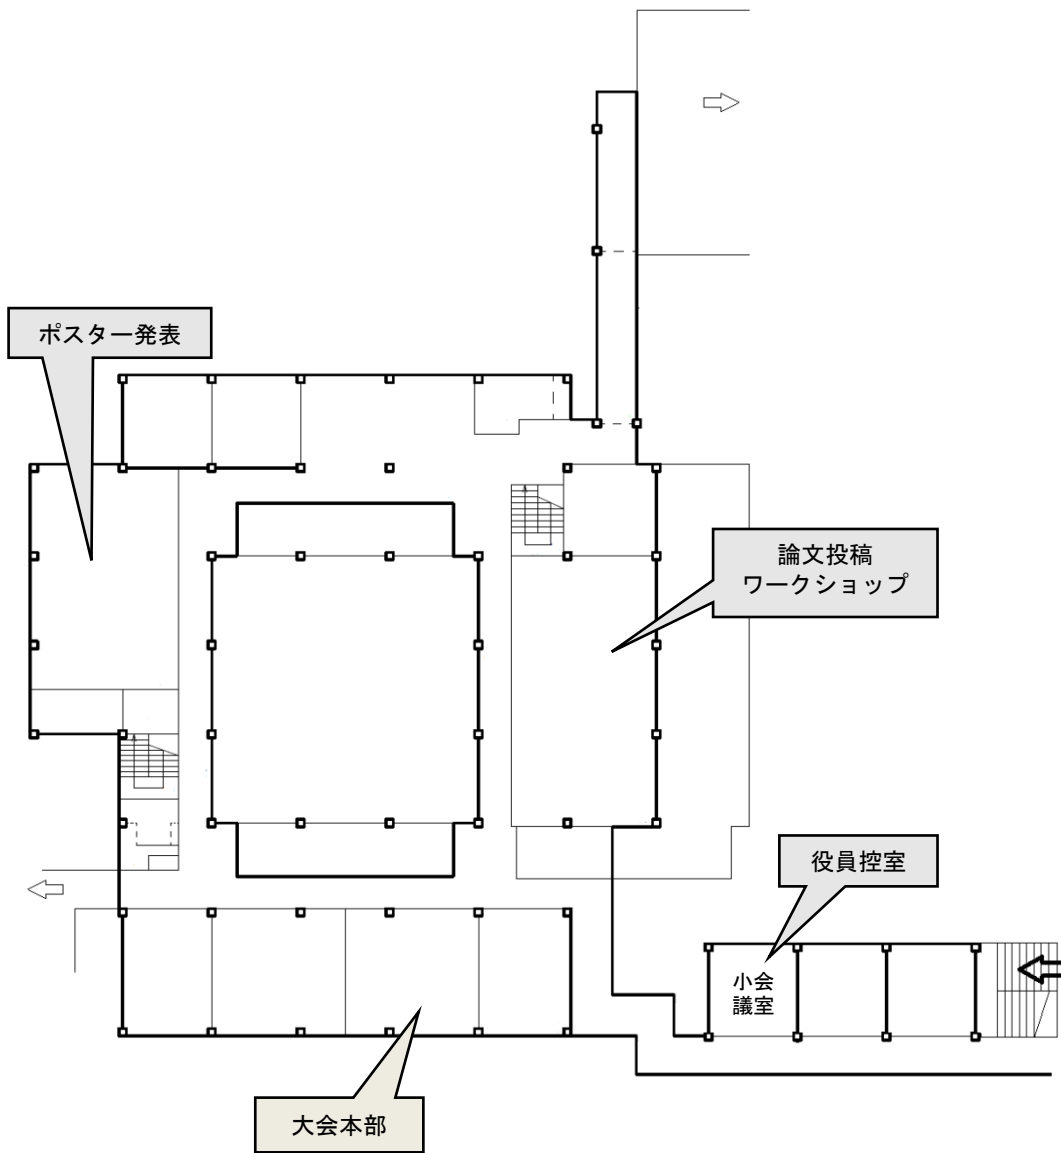 ポスター発表
論文投稿
ワークショップ
役員控室
小会
議室
大会本部